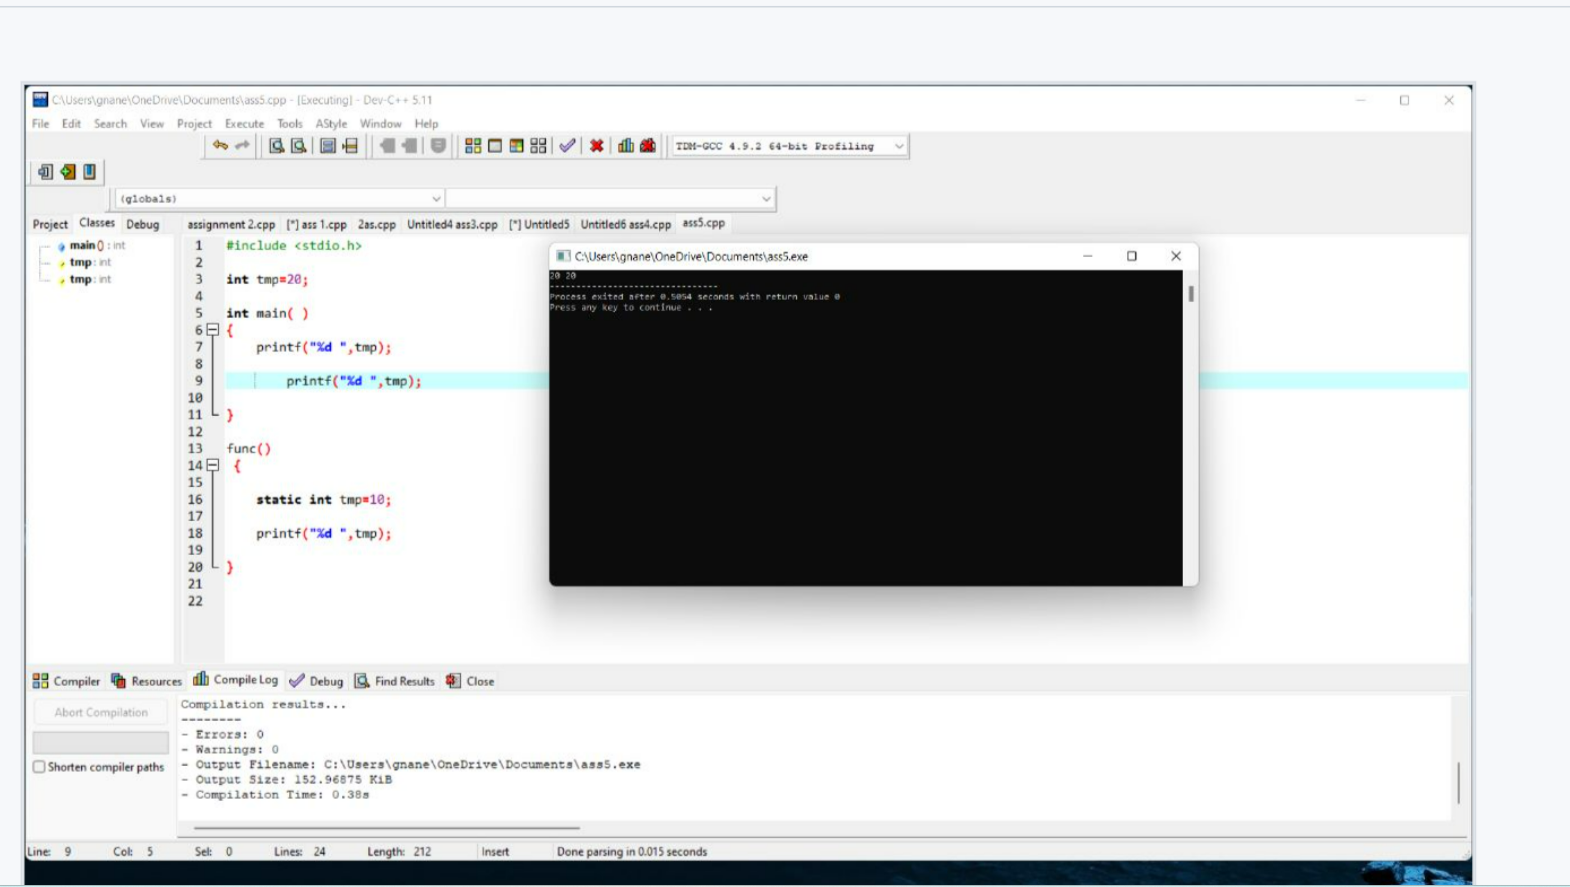 C:\Users\gnane\OneDrive\Documents\ass5.cpp - [Executing] - Dev-C++ 5.11
File Edit Search View Project Execute Tools AStyle Window Help
TDM-GCC 4.9.2 64-bit Profiling
(globals)
Project Classes Debug
assignment 2.cpp [*] ass 1.cpp 2as.cpp Untitled4 ass3.cpp [*] Untitled5 Untitled6 ass4.cpp ass5.cpp
main () : int
tmp : int
tmp : int
1 #include <stdio.h>
2
3 int tmp=20;
4
5 int main( )
6 {
7 printf("%d ",tmp);
8
9 printf("%d ",tmp);
10
11 }
12
13 func()
14 {
15
16 static int tmp=10;
17
18 printf("%d ",tmp);
19
20 }
21
22
C:\Users\gnane\OneDrive\Documents\ass5.exe
20 20
--------------------------------
Process exited after 0.5054 seconds with return value 0
Press any key to continue . . .
Compiler Resources Compile Log Debug Find Results Close
Abort Compilation
Shorten compiler paths
Compilation results...
--------
- Errors: 0
- Warnings: 0
- Output Filename: C:\Users\gnane\OneDrive\Documents\ass5.exe
- Output Size: 152.96875 KiB
- Compilation Time: 0.38s
Line: 9 Col: 5 Sel: 0 Lines: 24 Length: 212 Insert Done parsing in 0.015 seconds